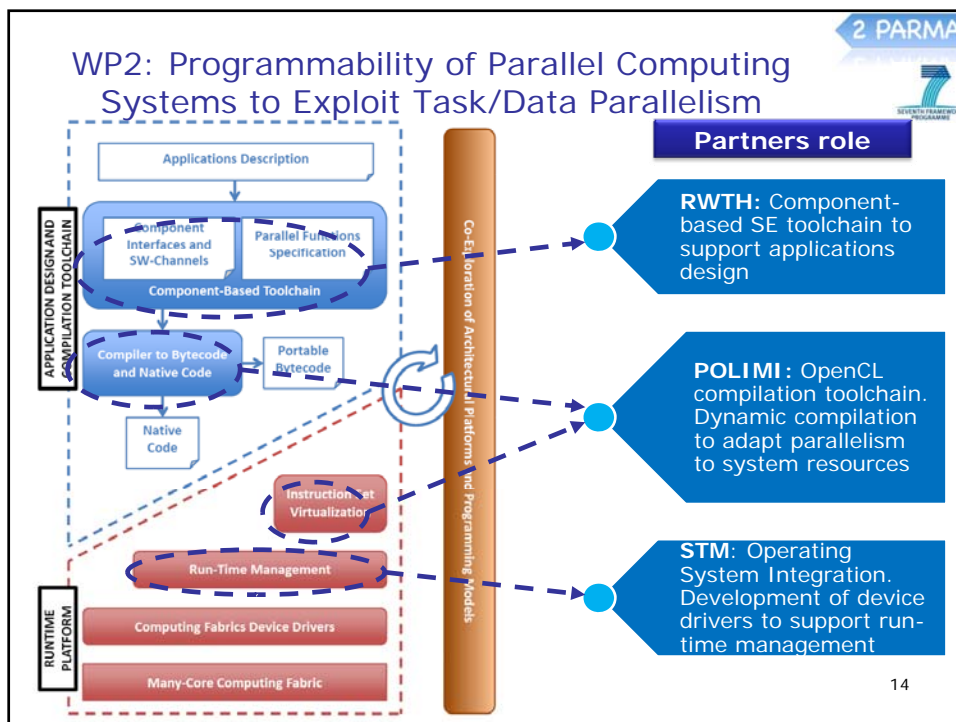 2 PARMA
WP2: Programmability of Parallel Computing
Systems to Exploit Task/Data Parallelism
7
SEVENTH FRAMEWORK
PROGRAMME
APPLICATION DESIGN AND
COMPILATION TOOLCHAIN
Applications Description
Component
Interfaces and
SW-Channels
Parallel Functions
Specification
Component-Based Toolchain
Compiler to Bytecode
and Native Code
Portable
Bytecode
Native
Code
Instruction Set
Virtualization
Run-Time Management
RUNTIME
PLATFORM
Computing Fabrics Device Drivers
Many-Core Computing Fabric
Co-Exploration of Architectural Platforms and Programming Models
Partners role
RWTH: Component-
based SE toolchain to
support applications
design
POLIMI: OpenCL
compilation toolchain.
Dynamic compilation
to adapt parallelism
to system resources
STM: Operating
System Integration.
Development of device
drivers to support run-
time management
14